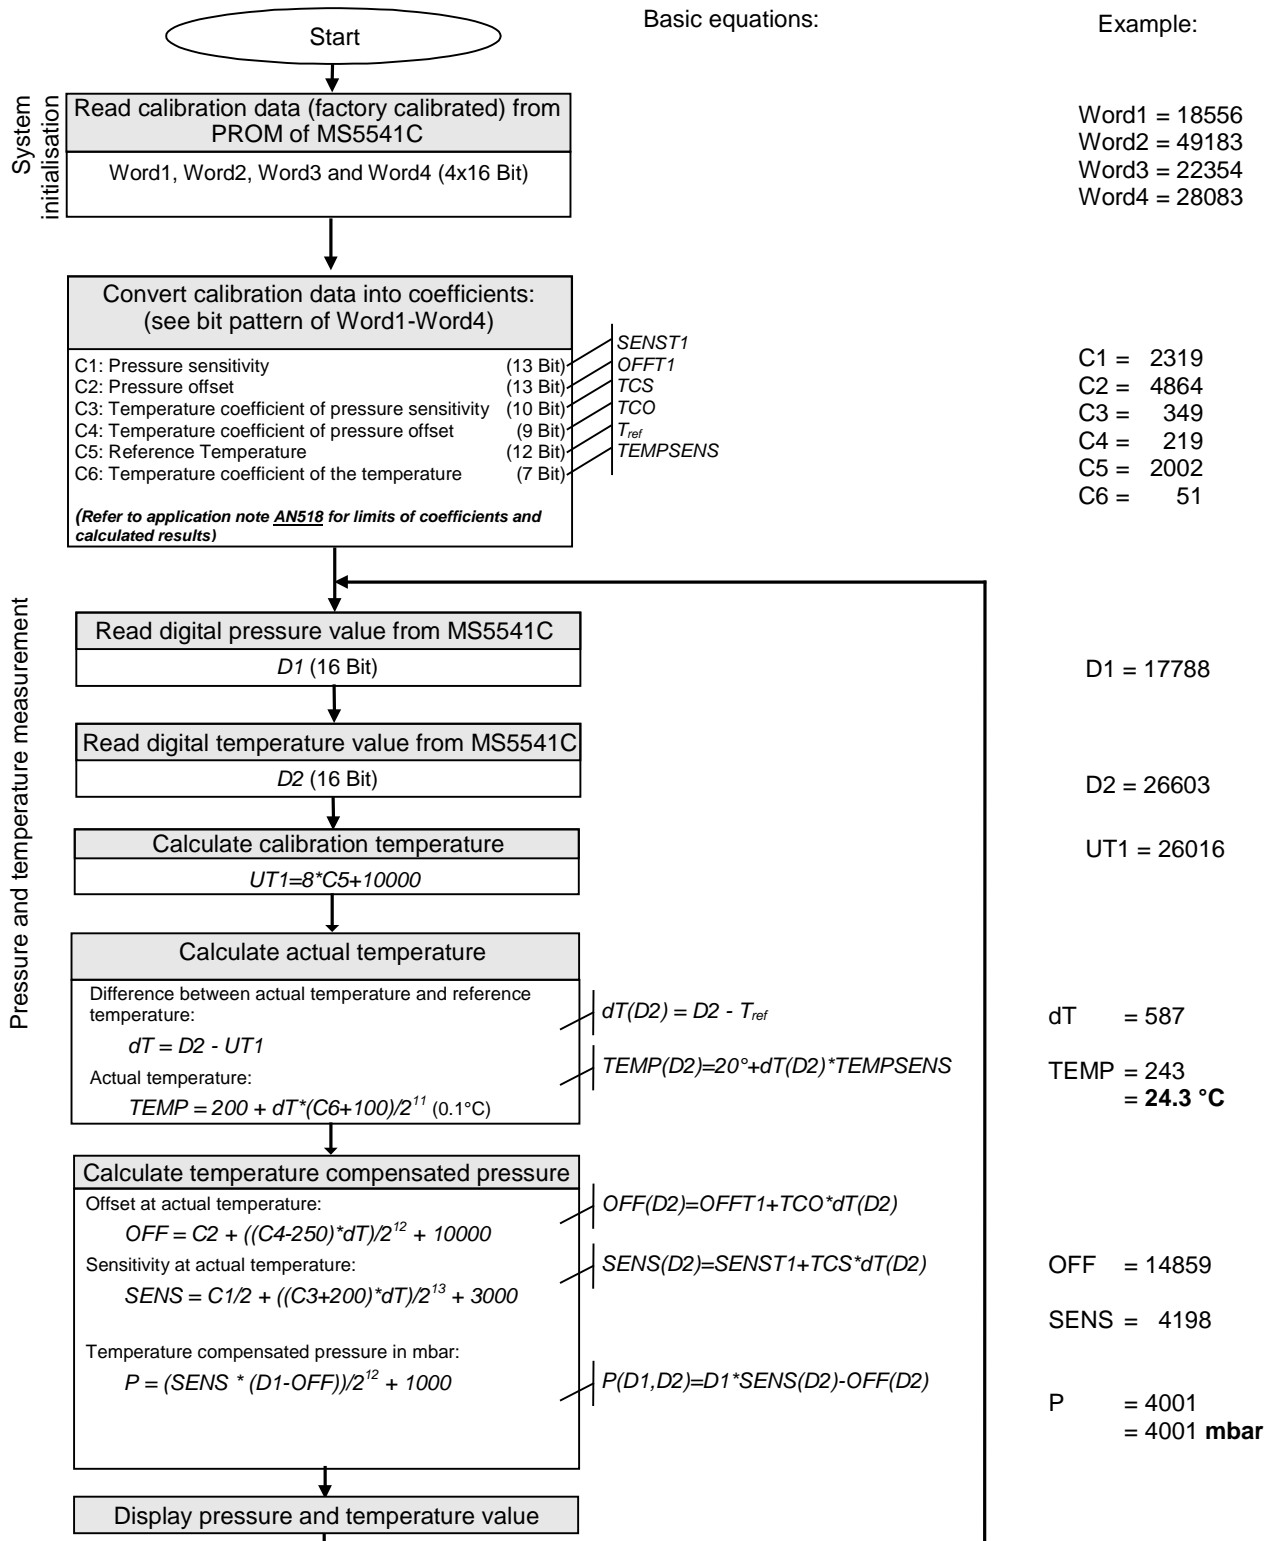 Basic equations:
Example:
Start
System
initialisation
Read calibration data (factory calibrated) from
PROM of MS5541C
Word1, Word2, Word3 and Word4 (4x16 Bit)
Word1 = 18556
Word2 = 49183
Word3 = 22354
Word4 = 28083
Convert calibration data into coefficients:
(see bit pattern of Word1-Word4)
C1: Pressure sensitivity (13 Bit)
C2: Pressure offset (13 Bit)
C3: Temperature coefficient of pressure sensitivity (10 Bit)
C4: Temperature coefficient of pressure offset (9 Bit)
C5: Reference Temperature (12 Bit)
C6: Temperature coefficient of the temperature (7 Bit)
(Refer to application note AN518 for limits of coefficients and
calculated results)
SENST1
OFFT1
TCS
TCO
Tref
TEMPSENS
C1 = 2319
C2 = 4864
C3 = 349
C4 = 219
C5 = 2002
C6 = 51
Pressure and temperature measurement
Read digital pressure value from MS5541C
D1 (16 Bit)
D1 = 17788
Read digital temperature value from MS5541C
D2 (16 Bit)
D2 = 26603
Calculate calibration temperature
UT1=8*C5+10000
UT1 = 26016
Calculate actual temperature
Difference between actual temperature and reference
temperature:
dT = D2 - UT1
Actual temperature:
TEMP = 200 + dT*(C6+100)/2^11 (0.1°C)
dT(D2) = D2 - Tref
TEMP(D2)=20°+dT(D2)*TEMPSENS
dT = 587
TEMP = 243
= 24.3 °C
Calculate temperature compensated pressure
Offset at actual temperature:
OFF = C2 + ((C4-250)*dT)/2^12 + 10000
Sensitivity at actual temperature:
SENS = C1/2 + ((C3+200)*dT)/2^13 + 3000
Temperature compensated pressure in mbar:
P = (SENS * (D1-OFF))/2^12 + 1000
OFF(D2)=OFFT1+TCO*dT(D2)
SENS(D2)=SENST1+TCS*dT(D2)
P(D1,D2)=D1*SENS(D2)-OFF(D2)
OFF = 14859
SENS = 4198
P = 4001
= 4001 mbar
Display pressure and temperature value